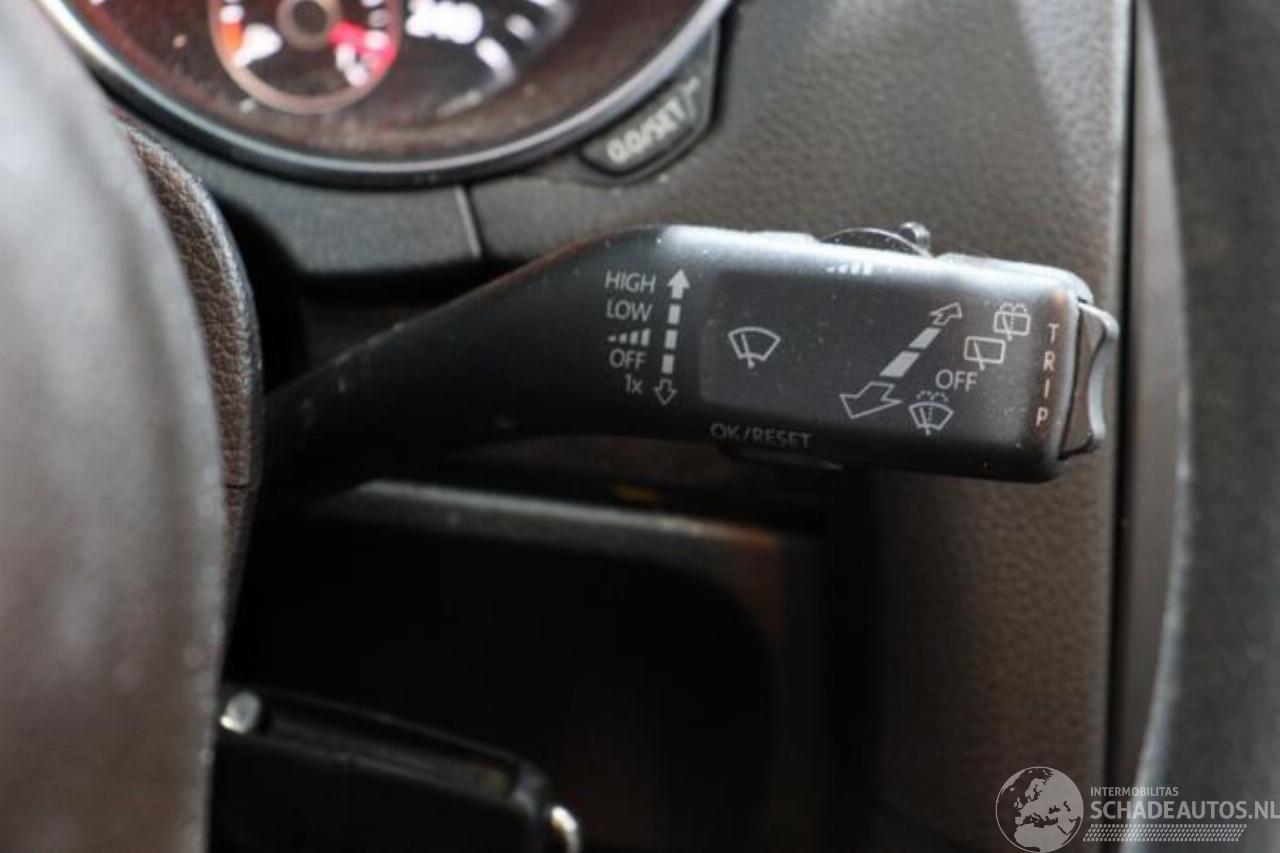 0.0/SET
HIGH
LOW
OFF
1x
OFF
TRIP
OK/RESET
INTERMOBILITAS
SCHADEAUTOS.NL